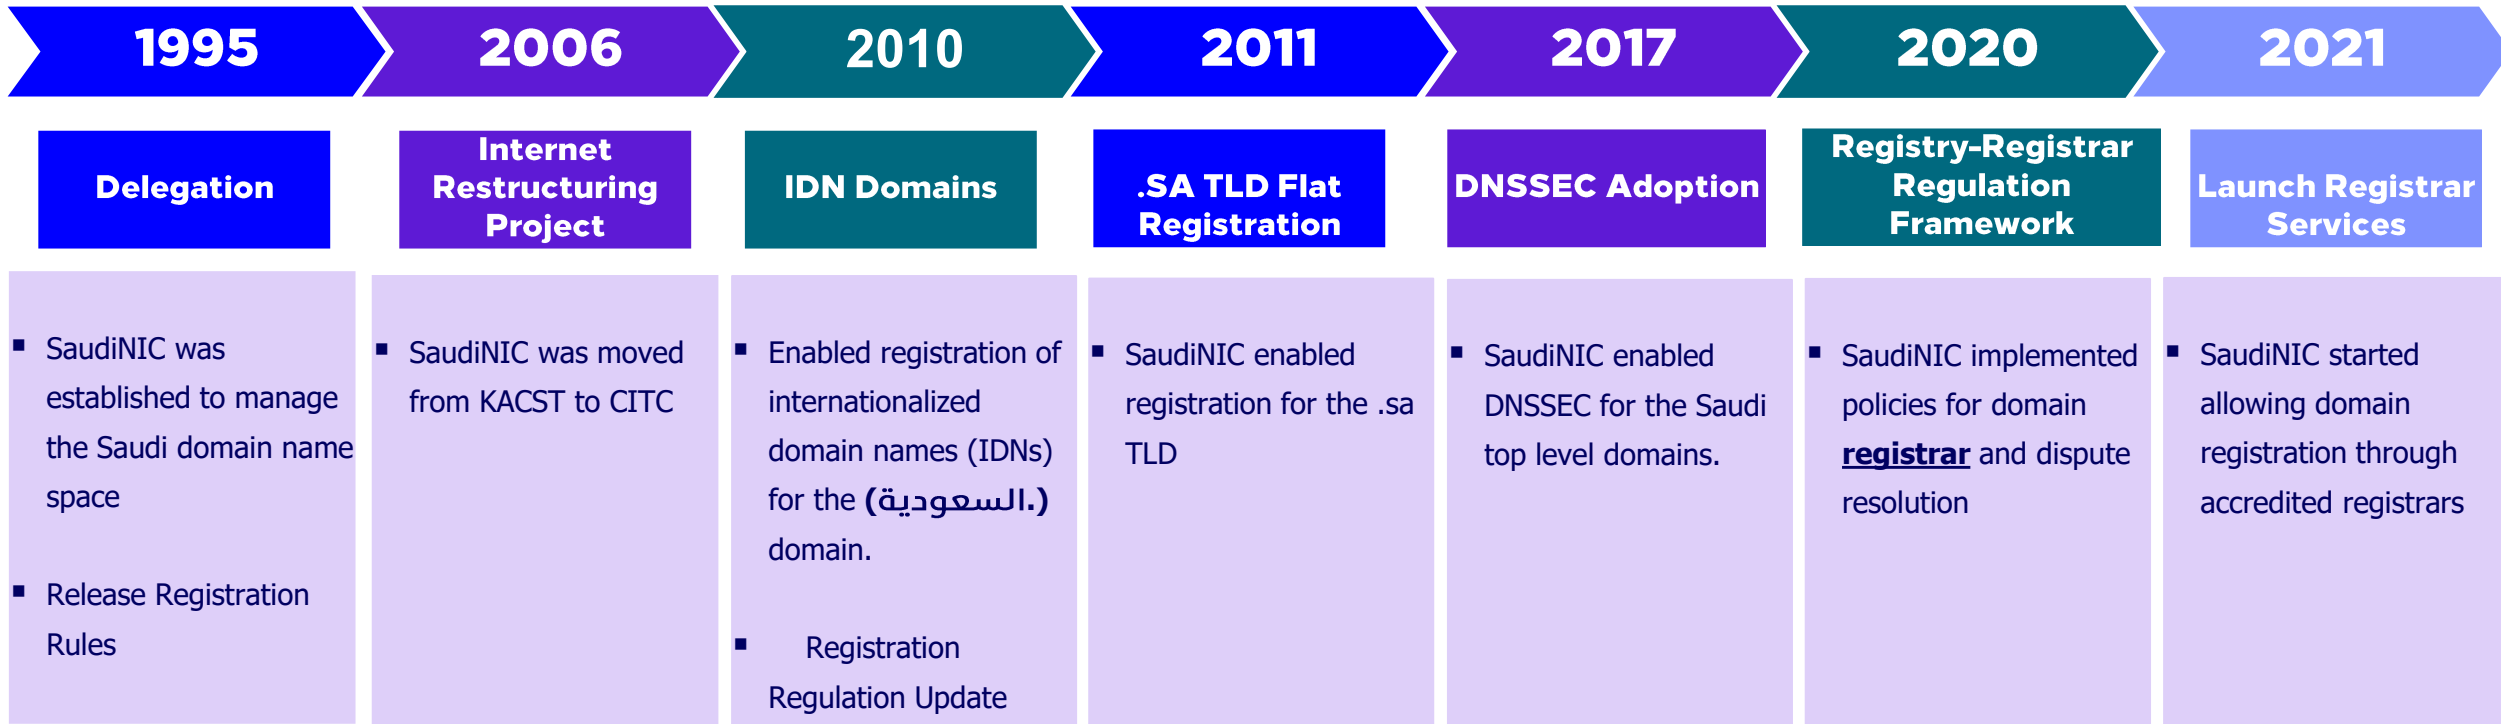 1995
2006
2010
2011
2017
2020
2021
Delegation
Internet
Restructuring
Project
IDN Domains
.SA TLD Flat
Registration
DNSSEC Adoption
Registry-Registrar
Regulation
Framework
Launch Registrar
Services
▪ SaudiNIC was
established to manage
the Saudi domain name
space
▪ Release Registration
Rules
▪ SaudiNIC was moved
from KACST to CITC
▪ Enabled registration of
internationalized
domain names (IDNs)
for the (.السعودية)
domain.
▪ Registration
Regulation Update
▪ SaudiNIC enabled
registration for the .sa
TLD
▪ SaudiNIC enabled
DNSSEC for the Saudi
top level domains.
▪ SaudiNIC implemented
policies for domain
registrar and dispute
resolution
▪ SaudiNIC started
allowing domain
registration through
accredited registrars